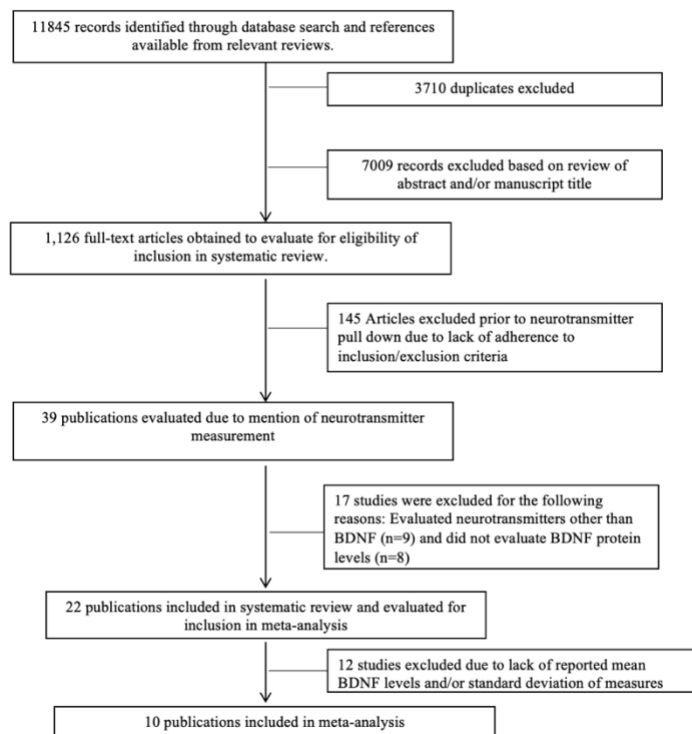 11845 records identified through database search and references
available from relevant reviews.
3710 duplicates excluded
7009 records excluded based on review of
abstract and/or manuscript title
1,126 full-text articles obtained to evaluate for eligibility of
inclusion in systematic review.
145 Articles excluded prior to neurotransmitter
pull down due to lack of adherence to
inclusion/exclusion criteria
39 publications evaluated due to mention of neurotransmitter
measurement
17 studies were excluded for the following
reasons: Evaluated neurotransmitters other than
BDNF (n=9) and did not evaluate BDNF protein
levels (n=8)
22 publications included in systematic review and evaluated for
inclusion in meta-analysis
12 studies excluded due to lack of reported mean
BDNF levels and/or standard deviation of measures
10 publications included in meta-analysis